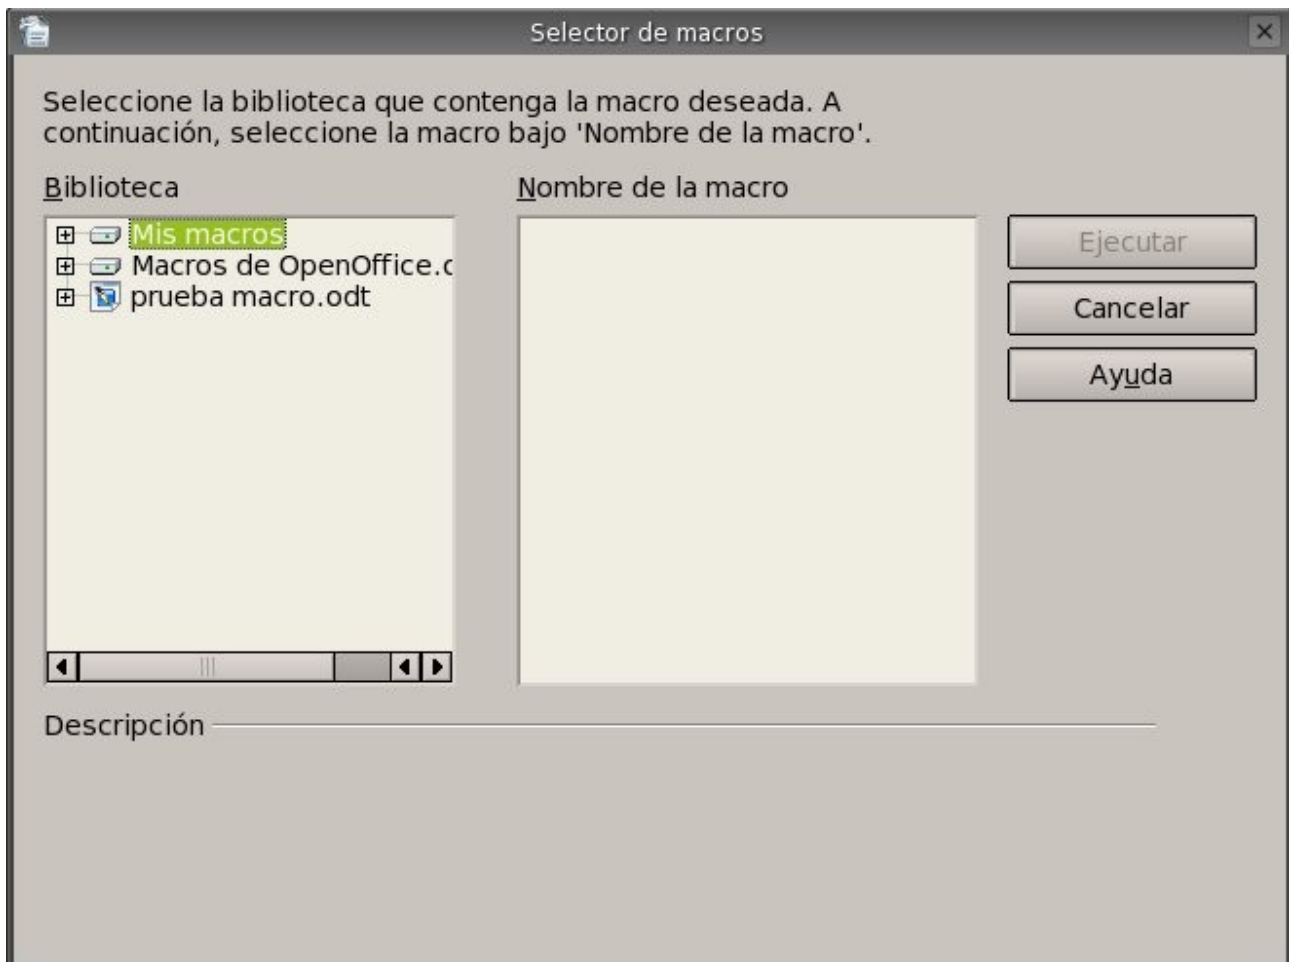 Selector de macros
Seleccione la biblioteca que contenga la macro deseada. A
continuación, seleccione la macro bajo 'Nombre de la macro'.
Biblioteca
Nombre de la macro
Mis macros
Macros de OpenOffice.
prueba macro.odt
Ejecutar
Cancelar
Ayuda
Descripción